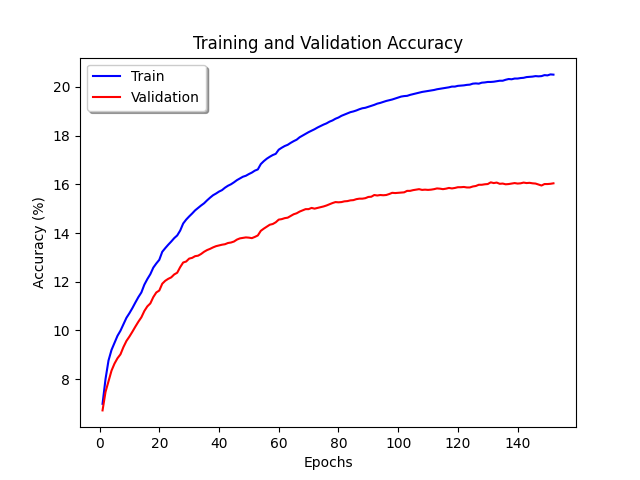 Training and Validation Accuracy
Train
Validation
Accuracy (%)
20
18
16
14
12
10
8
0 20 40 60 80 100 120 140
Epochs